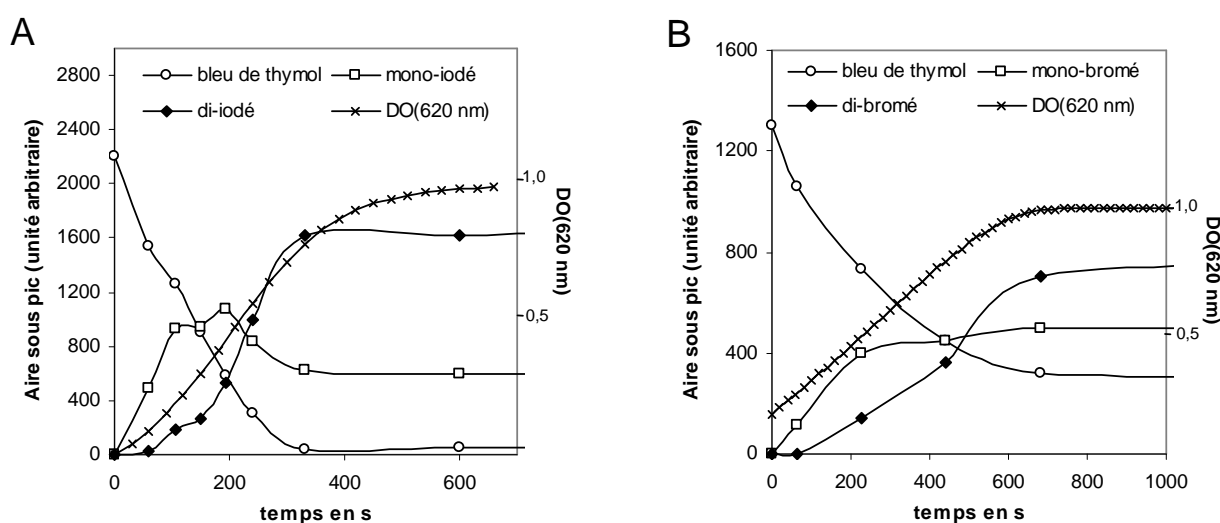 A
bleu de thymol
mono-iodé
di-iodé
DO(620 nm)
Aire sous pic (unité arbitraire)
2800
2400
2000
1600
1200
800
400
0
1,0
0,5
DO(620 nm)
0
200
400
600
temps en s
B
bleu de thymol
mono-bromé
di-bromé
DO(620 nm)
Aire sous pic (unité arbitraire)
1600
1200
800
400
0
1,0
0,5
DO(620 nm)
0
200
400
600
800
1000
temps en s